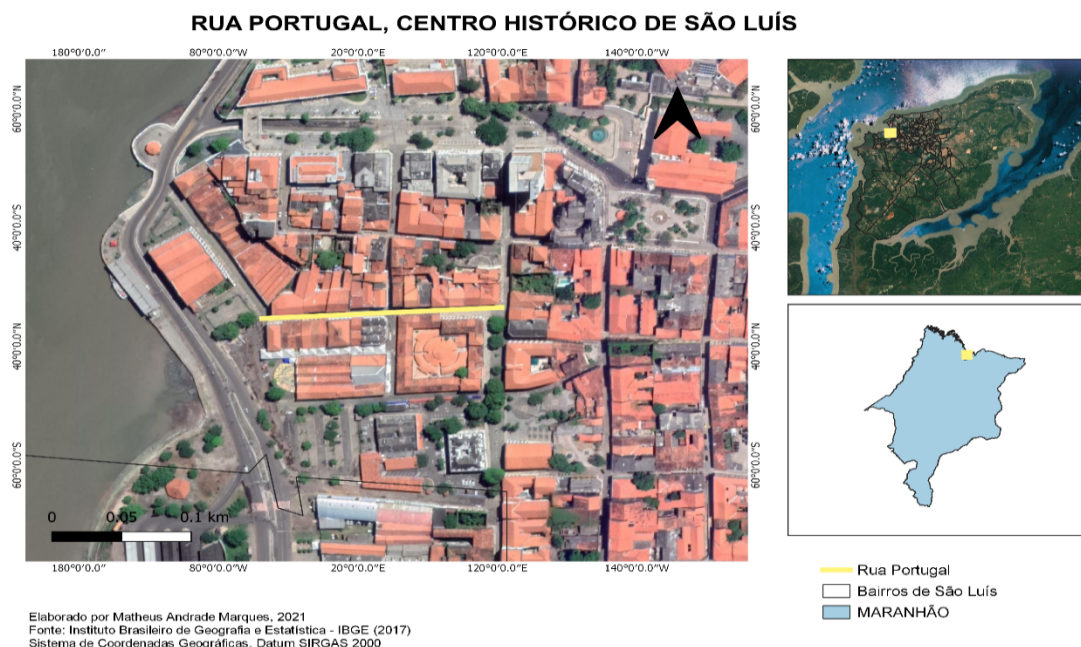 RUA PORTUGAL, CENTRO HISTÓRICO DE SÃO LUÍS
180°0'0.0" 80°0'0.0"W 20°0'0.0"E 120°0'0.0"E 140°0'0.0"W
60°0'0.0"N 60°0'0.0"N
40°0'0.0"S 40°0'0.0"S
40°0'0.0"N 40°0'0.0"N
60°0'0.0"S 60°0'0.0"S
0 0.05 0.1 km
180°0'0.0" 80°0'0.0"W 20°0'0.0"E 120°0'0.0"E 140°0'0.0"W
Rua Portugal
Bairros de São Luís
MARANHÃO
Elaborado por Matheus Andrade Marques, 2021
Fonte: Instituto Brasileiro de Geografia e Estatística - IBGE (2017)
Sistema de Coordenadas Geográficas, Datum SIRGAS 2000